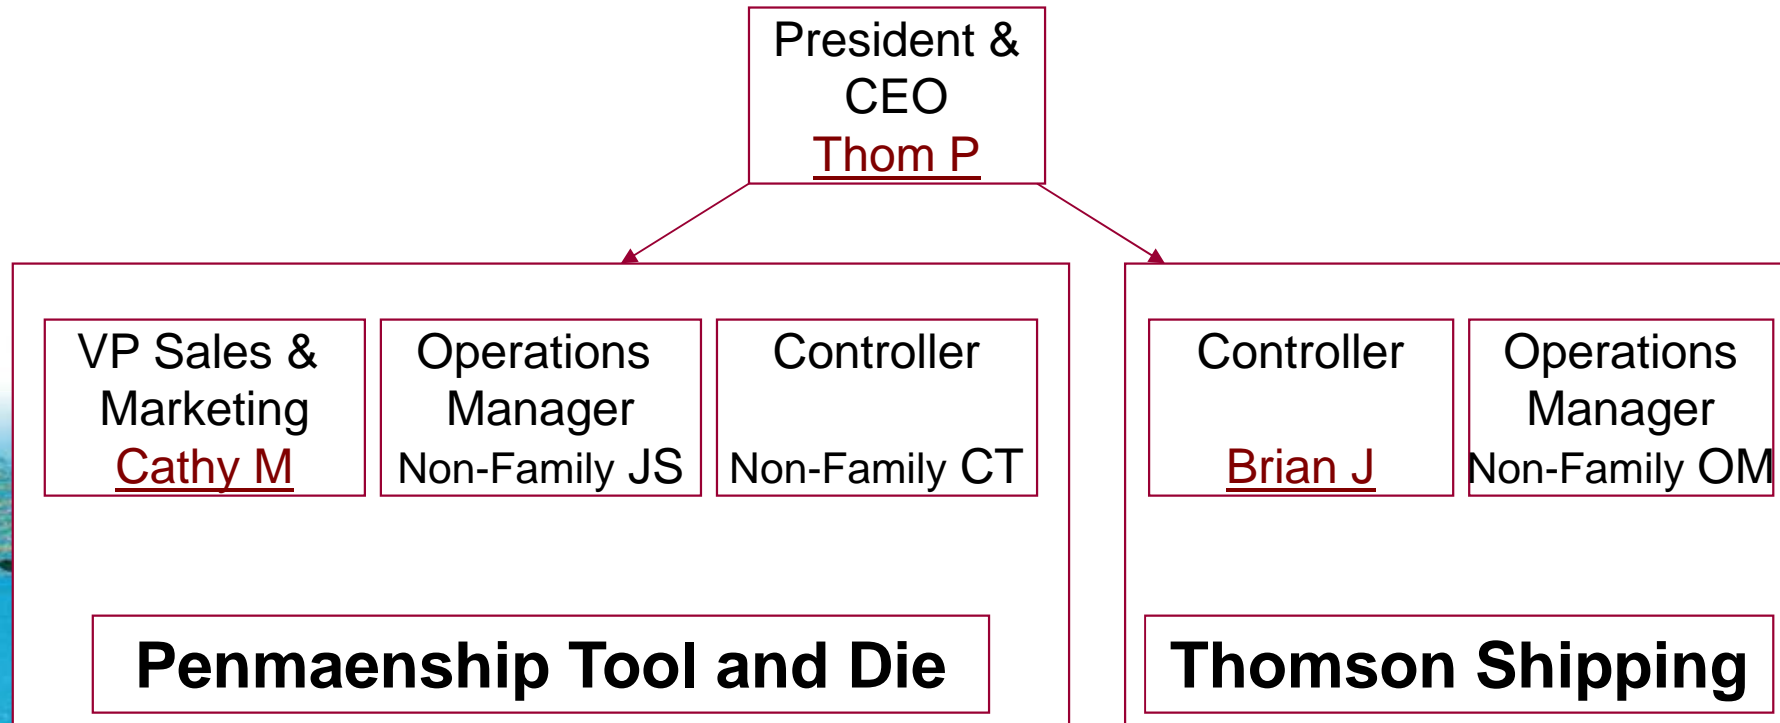 President &
CEO
Thom P
VP Sales &
Marketing
Cathy M
Operations
Manager
Non-Family JS
Controller
Non-Family CT
Controller
Brian J
Operations
Manager
Non-Family OM
Penmaenship Tool and Die
Thomson Shipping